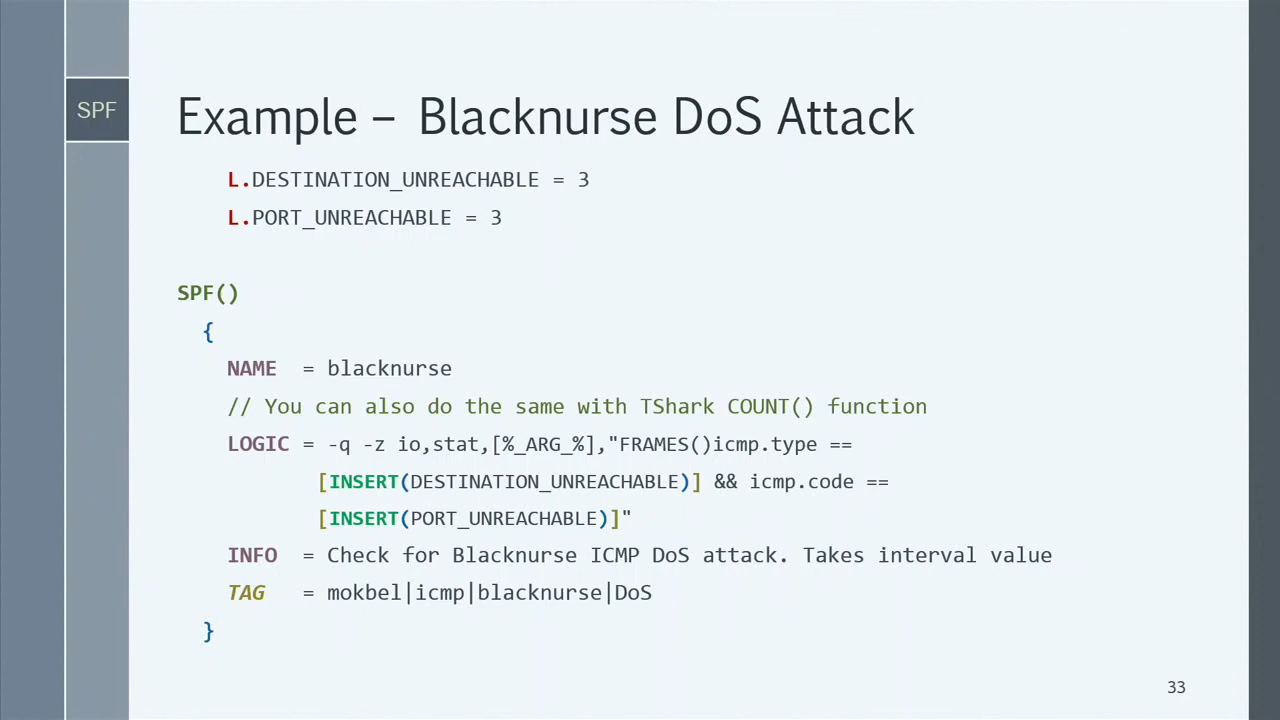 SPF
Example – Blacknurse DoS Attack
L.DESTINATION_UNREACHABLE = 3
L.PORT_UNREACHABLE = 3
SPF()
{
NAME = blacknurse
// You can also do the same with TShark COUNT() function
LOGIC = -q -z io,stat,[%_ARG_%],"FRAMES()icmp.type ==
[INSERT(DESTINATION_UNREACHABLE)] && icmp.code ==
[INSERT(PORT_UNREACHABLE)]"
INFO = Check for Blacknurse ICMP DoS attack. Takes interval value
TAG = mokbel|icmp|blacknurse|DoS
}
33